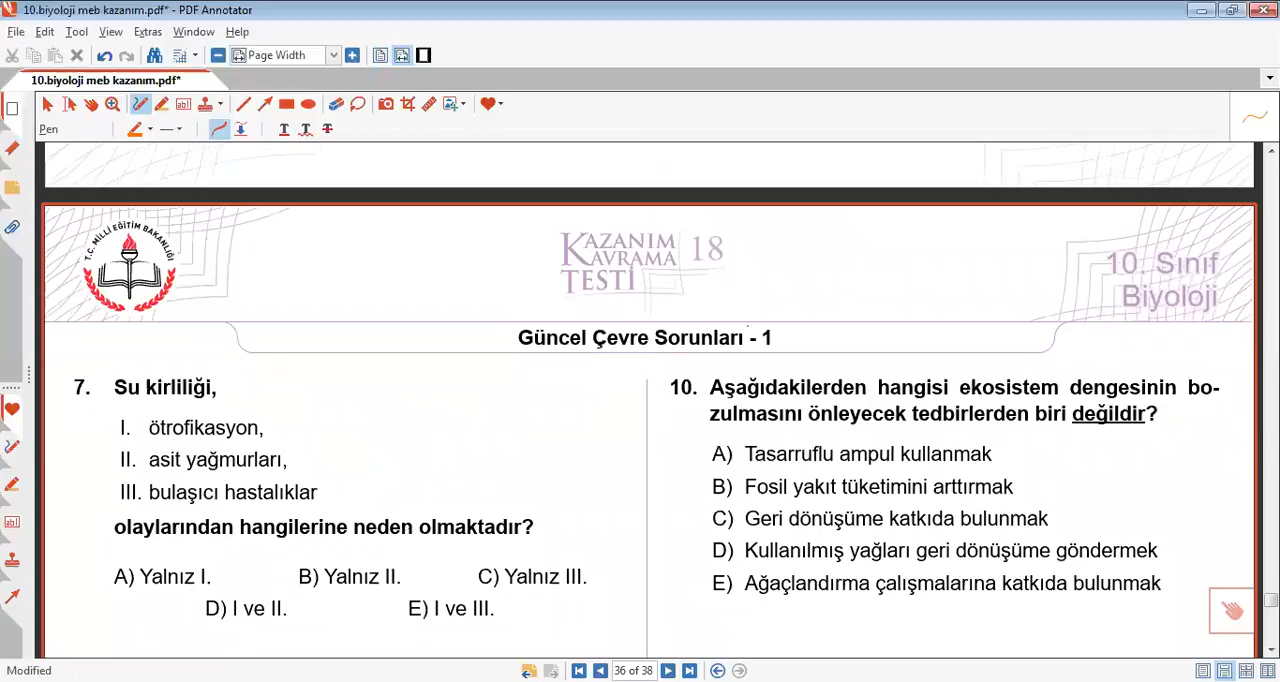 10.biyoloji meb kazanım.pdf* - PDF Annotator
File Edit Tool View Extras Window Help
Page Width
10.biyoloji meb kazanım.pdf*
Pen
T.C. MİLLİ EĞİTİM BAKANLIĞI
KAZANIM
KAVRAMA
TESTİ
18
10. Sınıf
Biyoloji
Güncel Çevre Sorunları - 1
7. Su kirliliği,
I. ötrofikasyon,
II. asit yağmurları,
III. bulaşıcı hastalıklar
olaylarından hangilerine neden olmaktadır?
A) Yalnız I. B) Yalnız II. C) Yalnız III.
D) I ve II. E) I ve III.
10. Aşağıdakilerden hangisi ekosistem dengesinin bo-
zulmasını önleyecek tedbirlerden biri değildir?
A) Tasarruflu ampul kullanmak
B) Fosil yakıt tüketimini arttırmak
C) Geri dönüşüme katkıda bulunmak
D) Kullanılmış yağları geri dönüşüme göndermek
E) Ağaçlandırma çalışmalarına katkıda bulunmak
Modified
36 of 38